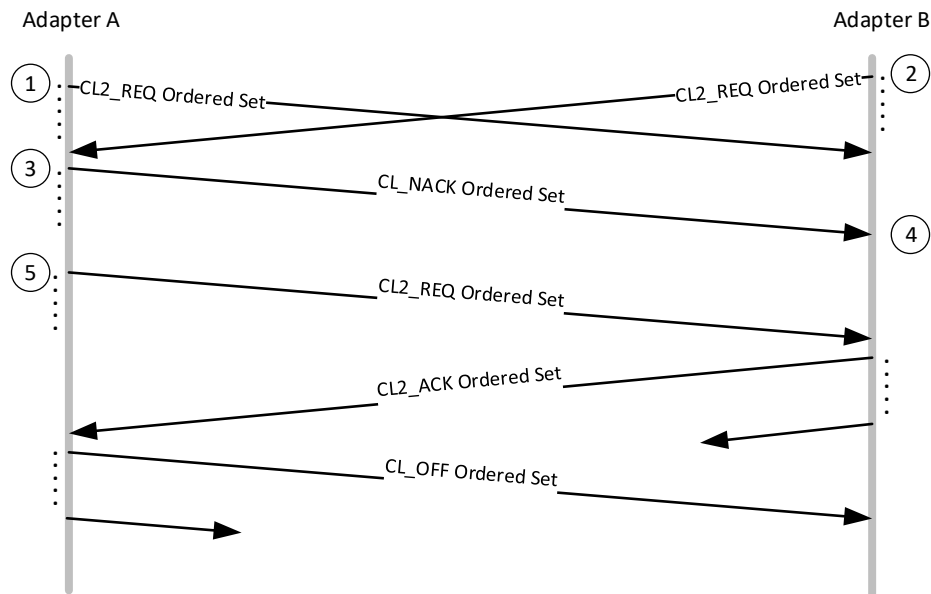 Adapter A
Adapter B
1
2
CL2_REQ Ordered Set
CL2_REQ Ordered Set
3
CL_NACK Ordered Set
4
5
CL2_REQ Ordered Set
CL2_ACK Ordered Set
CL_OFF Ordered Set